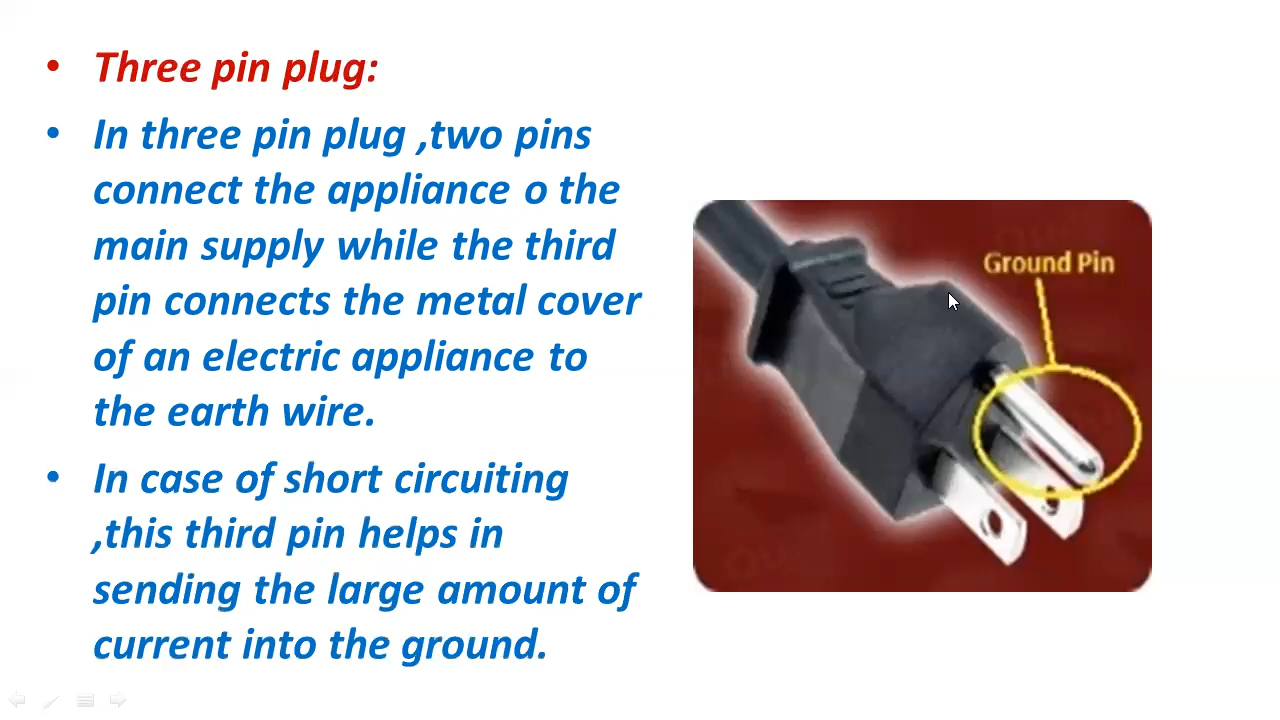 • Three pin plug:
• In three pin plug ,two pins
connect the appliance o the
main supply while the third
pin connects the metal cover
of an electric appliance to
the earth wire.
• In case of short circuiting
,this third pin helps in
sending the large amount of
current into the ground.
Ground Pin